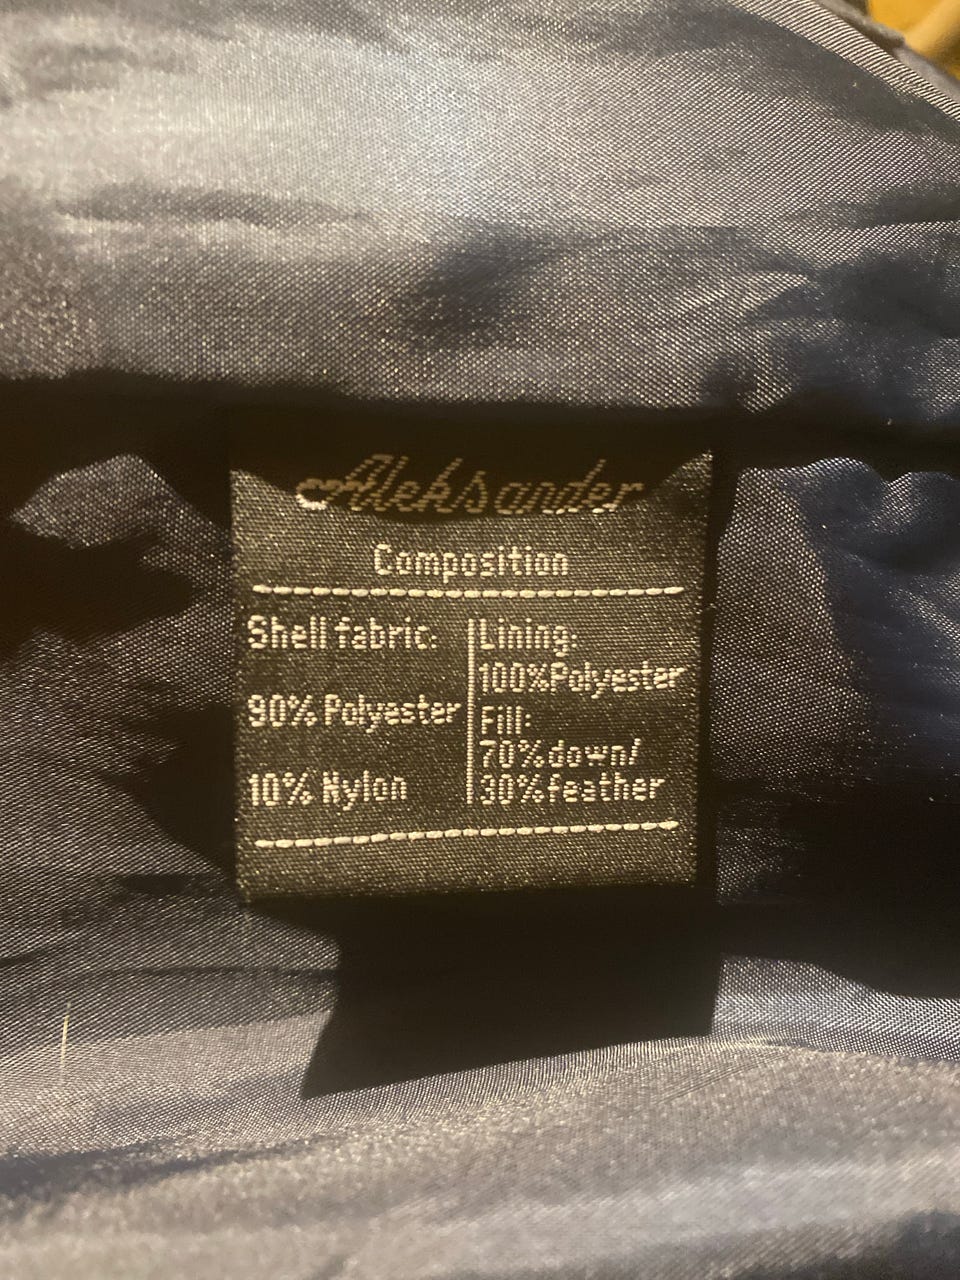 Aleksander
Composition
Shell fabric:
90% Polyester
10% Nylon
Lining:
100%Polyester
Fill:
70%down/
30%feather